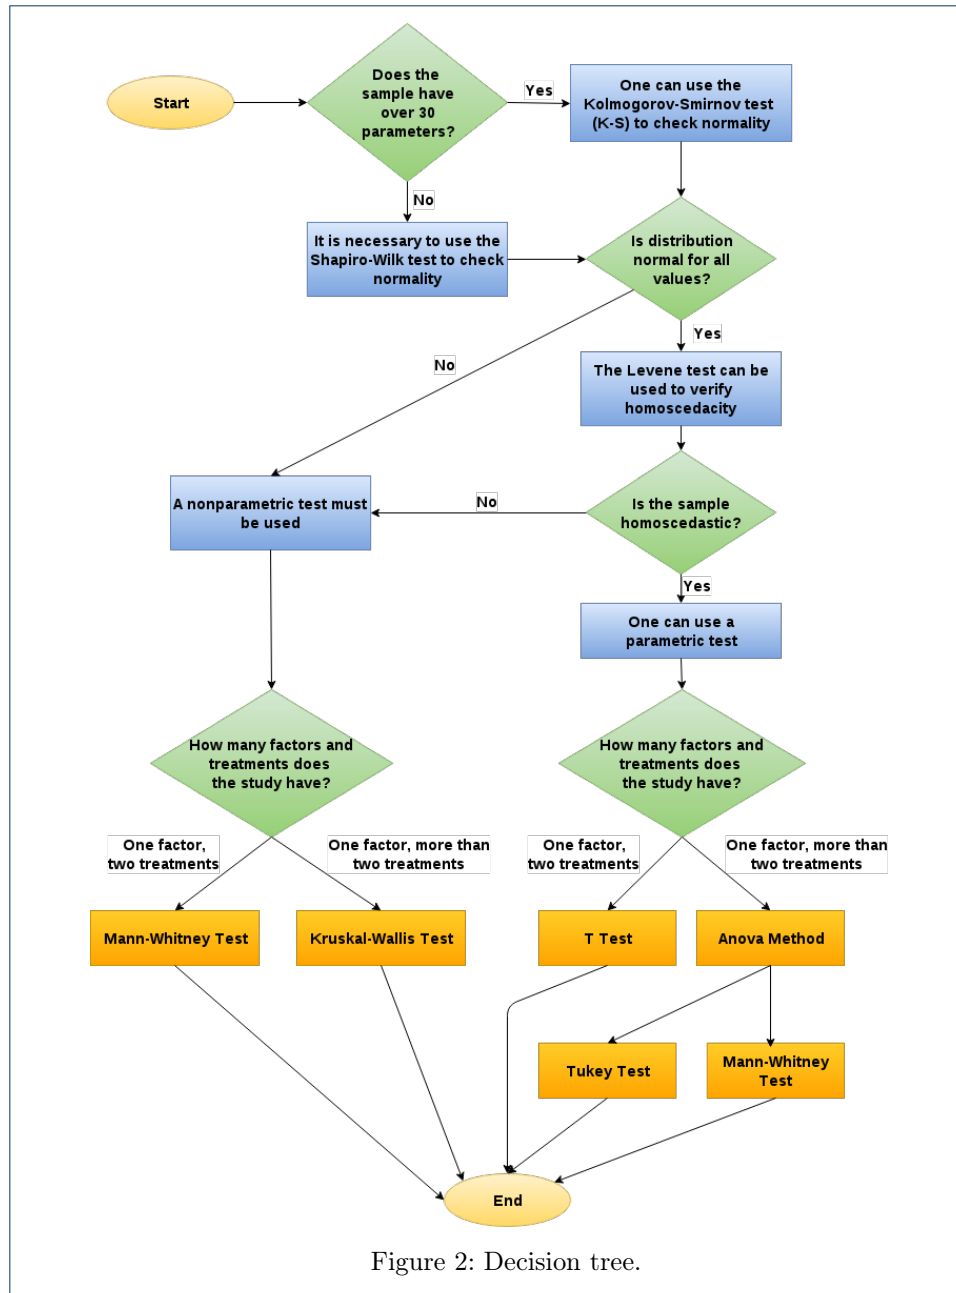 Start
Does the
sample have
over 30
parameters?
Yes
One can use the
Kolmogorov-Smirnov test
(K-S) to check normality
No
It is necessary to use the
Shapiro-Wilk test to check
normality
Is distribution
normal for all
values?
Yes
No
The Levene test can be
used to verify
homoscedacity
A nonparametric test must
be used
No
Is the sample
homoscedastic?
Yes
One can use a
parametric test
How many factors and
treatments does
the study have?
How many factors and
treatments does
the study have?
One factor,
two treatments
One factor, more than
two treatments
One factor,
two treatments
One factor, more than
two treatments
Mann-Whitney Test
Kruskal-Wallis Test
T Test
Anova Method
Tukey Test
Mann-Whitney
Test
End
Figure 2: Decision tree.